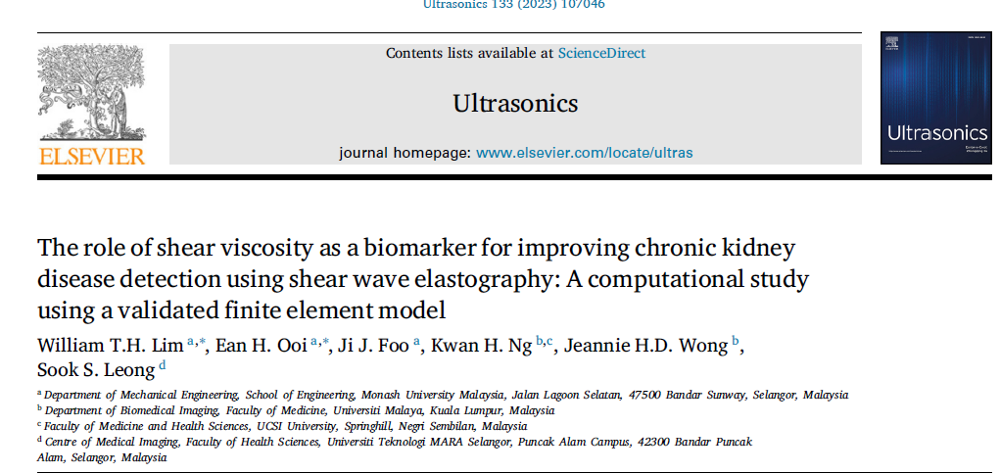 Ultrasonics 133 (2023) 107046
Contents lists available at ScienceDirect
Ultrasonics
journal homepage: www.elsevier.com/locate/ultras
ELSEVIER
Ultrasonics
The role of shear viscosity as a biomarker for improving chronic kidney
disease detection using shear wave elastography: A computational study
using a validated finite element model
William T.H. Lim a,*, Ean H. Ooi a,*, Ji J. Foo a, Kwan H. Ng b,c, Jeannie H.D. Wong b,
Sook S. Leong d
a Department of Mechanical Engineering, School of Engineering, Monash University Malaysia, Jalan Lagoon Selatan, 47500 Bandar Sunway, Selangor, Malaysia
b Department of Biomedical Imaging, Faculty of Medicine, Universiti Malaya, Kuala Lumpur, Malaysia
c Faculty of Medicine and Health Sciences, UCSI University, Springhill, Negri Sembilan, Malaysia
d Centre of Medical Imaging, Faculty of Health Sciences, Universiti Teknologi MARA Selangor, Puncak Alam Campus, 42300 Bandar Puncak
Alam, Selangor, Malaysia